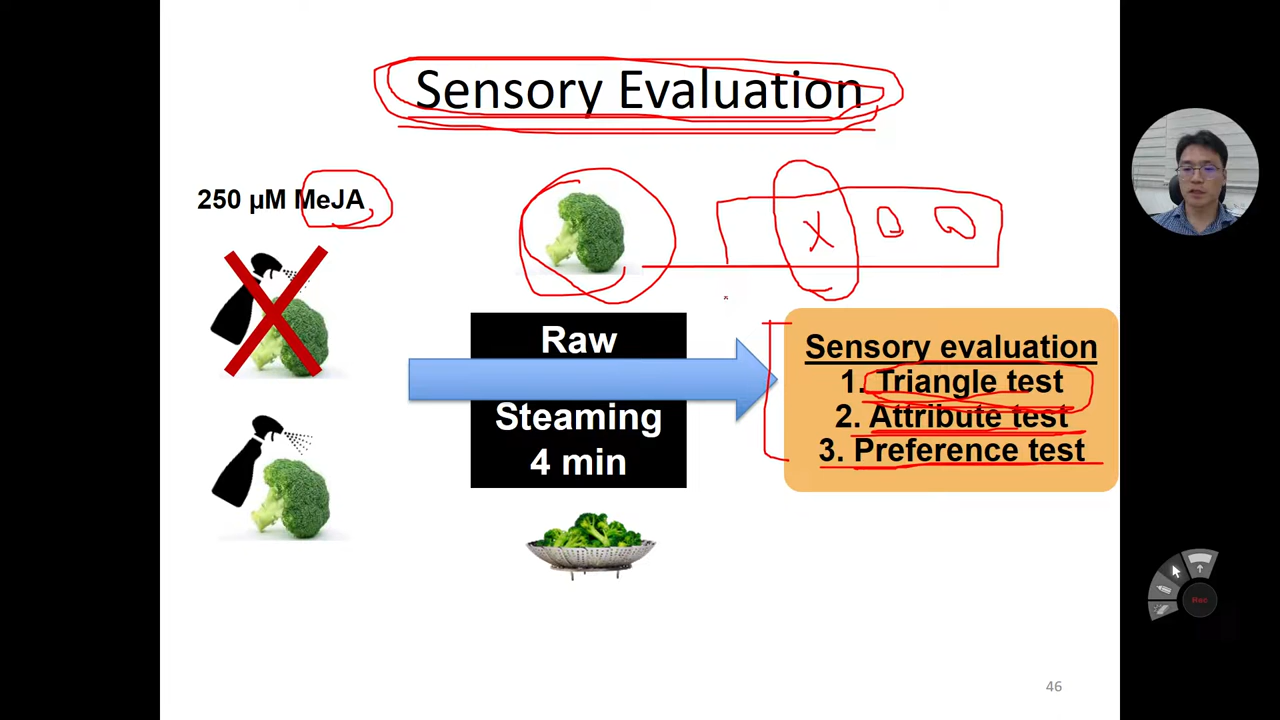 Sensory Evaluation
250 µM MeJA
X
Raw
Steaming
4 min
Sensory evaluation
1. Triangle test
2. Attribute test
3. Preference test
Rec
46